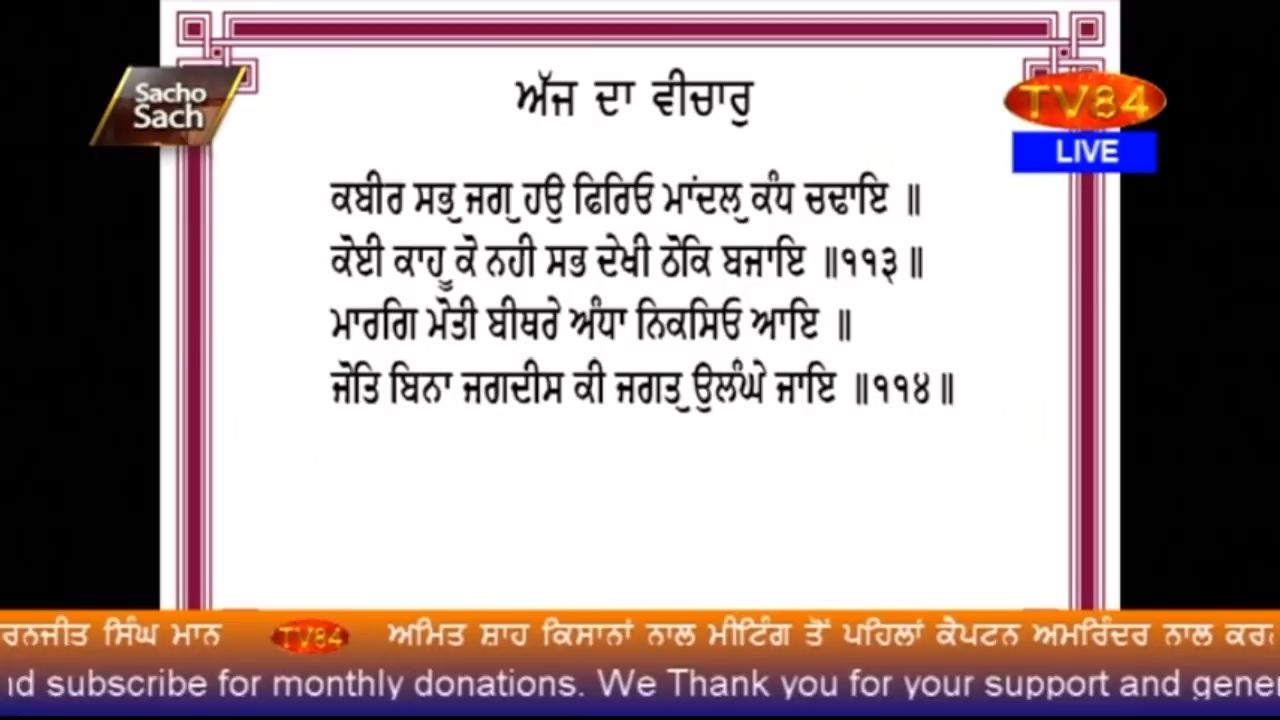 ਅੱਜ ਦਾ ਵੀਚਾਰੁ
Sacho
Sach
TV84
LIVE
ਕਬੀਰ ਸਭੁ ਜਗੁ ਹਉ ਫਿਰਿਓ ਮਾਂਦਲੁ ਕੰਧ ਚਢਾਇ ॥
ਕੋਈ ਕਾਹੂ ਕੋ ਨਹੀ ਸਭ ਦੇਖੀ ਠੋਕਿ ਬਜਾਇ ॥੧੧੩॥
ਮਾਰਗਿ ਮੋਤੀ ਬੀਥਰੇ ਅੰਧਾ ਨਿਕਸਿਓ ਆਇ ॥
ਜੋਤਿ ਬਿਨਾ ਜਗਦੀਸ ਕੀ ਜਗਤੁ ਉਲੰਘੇ ਜਾਇ ॥੧੧੪॥
ਰਨਜੀਤ ਸਿੰਘ ਮਾਨ TV84 ਅਮਿਤ ਸ਼ਾਹ ਕਿਸਾਨਾਂ ਨਾਲ ਮੀਟਿੰਗ ਤੋਂ ਪਹਿਲਾਂ ਕੈਪਟਨ ਅਮਰਿੰਦਰ ਨਾਲ
subscribe for monthly donations. We Thank you for your support and